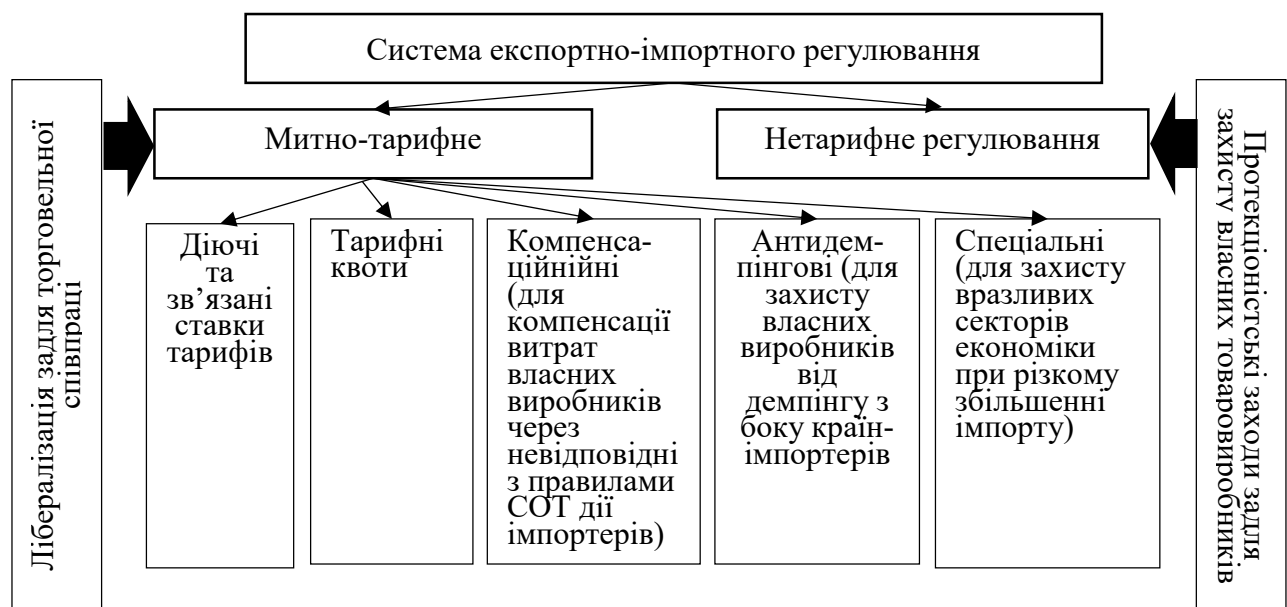 Система експортно-імпортного регулювання
Лібералізація задля торговельної
співпраці
Митно-тарифне
Нетарифне регулювання
Протекціоністські заходи задля
захисту власних товаровиробників
Діючі
та
зв’язані
ставки
тарифів
Тарифні
квоти
Компенса-
ційнійні
(для
компенсації
витрат
власних
виробників
через
невідповідні
з правилами
СОТ дії
імпортерів)
Антидем-
пінгові (для
захисту
власних
виробників
від
демпінгу з
боку країн-
імпортерів
Спеціальні
(для захисту
вразливих
секторів
економіки
при різкому
збільшенні
імпорту)